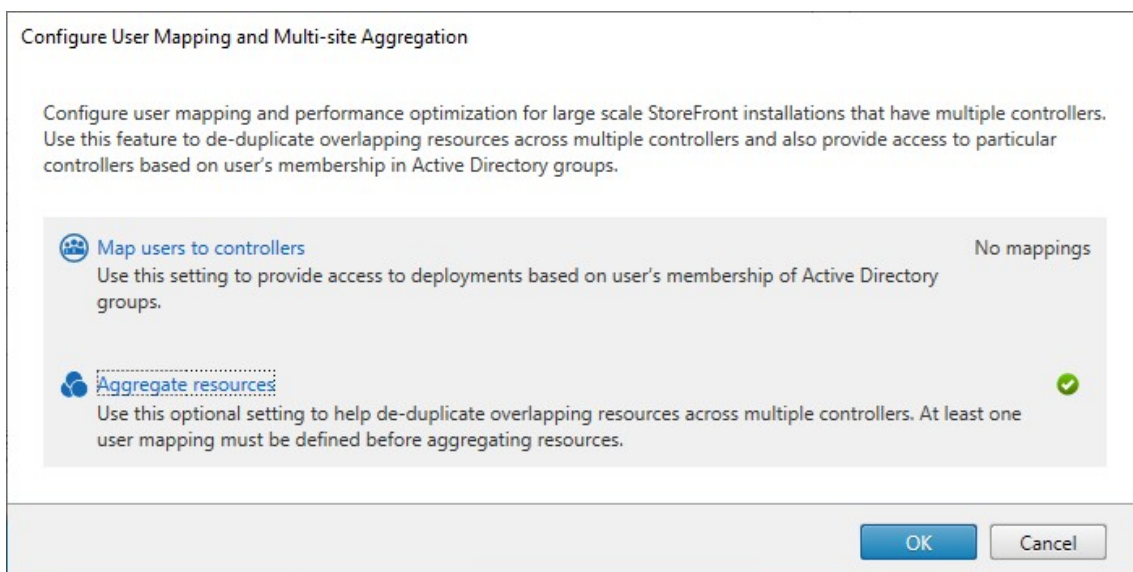 Configure User Mapping and Multi-site Aggregation
Configure user mapping and performance optimization for large scale StoreFront installations that have multiple controllers.
Use this feature to de-duplicate overlapping resources across multiple controllers and also provide access to particular
controllers based on user's membership in Active Directory groups.
Map users to controllers
No mappings
Use this setting to provide access to deployments based on user's membership of Active Directory
groups.
Aggregate resources
Use this optional setting to help de-duplicate overlapping resources across multiple controllers. At least one
user mapping must be defined before aggregating resources.
OK
Cancel